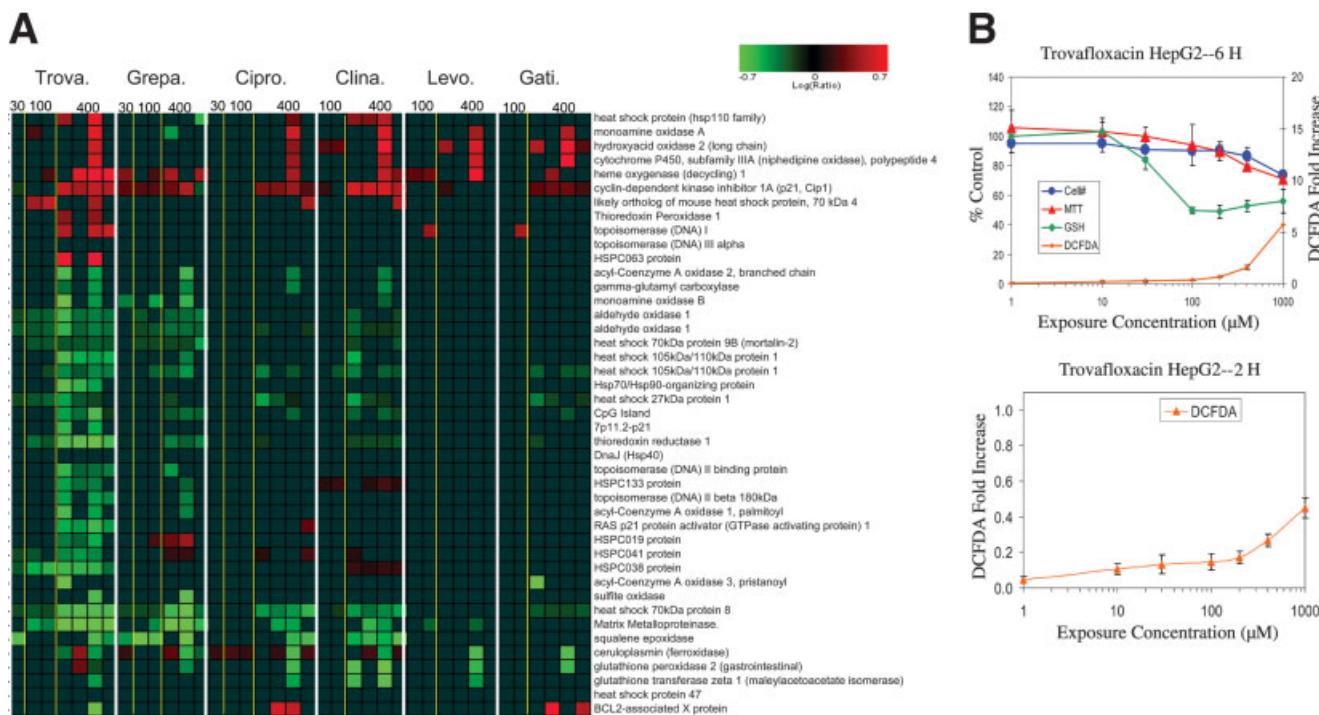 A
-0.7 0 0.7
Log(Ratio)
Trova. Grepa. Cipro. Clina. Levo. Gati.
30 100 400 30 100 400 30 100 400 100 400 100 400 100 400
heat shock protein (hsp110 family)
monoamine oxidase A
hydroxyacid oxidase 2 (long chain)
cytochrome P450, subfamily IIIA (niphedipine oxidase), polypeptide 4
heme oxygenase (decycling) 1
cyclin-dependent kinase inhibitor 1A (p21, Cip1)
likely ortholog of mouse heat shock protein, 70 kDa 4
Thioredoxin Peroxidase 1
topoisomerase (DNA) I
topoisomerase (DNA) III alpha
HSPC063 protein
acyl-Coenzyme A oxidase 2, branched chain
gamma-glutamyl carboxylase
monoamine oxidase B
aldehyde oxidase 1
aldehyde oxidase 1
heat shock 70kDa protein 9B (mortalin-2)
heat shock 105kDa/110kDa protein 1
heat shock 105kDa/110kDa protein 1
Hsp70/Hsp90-organizing protein
heat shock 27kDa protein 1
CpG Island
7p11.2-p21
thioredoxin reductase 1
DnaJ (Hsp40)
topoisomerase (DNA) II binding protein
HSPC133 protein
topoisomerase (DNA) II beta 180kDa
acyl-Coenzyme A oxidase 1, palmitoyl
RAS p21 protein activator (GTPase activating protein) 1
HSPC019 protein
HSPC041 protein
HSPC038 protein
acyl-Coenzyme A oxidase 3, pristanoyl
sulfite oxidase
heat shock 70kDa protein 8
Matrix Metalloproteinase.
squalene epoxidase
ceruloplasmin (ferroxidase)
glutathione peroxidase 2 (gastrointestinal)
glutathione transferase zeta 1 (maleylacetoacetate isomerase)
heat shock protein 47
BCL2-associated X protein
B
Trovafloxacin HepG2--6 H
% Control
140
120
100
80
60
40
20
0
Cell#
MTT
GSH
DCFDA
20
15
10
5
0
DCFDA Fold Increase
1 10 100 1000
Exposure Concentration (µM)
Trovafloxacin HepG2--2 H
DCFDA Fold Increase
1.0
0.8
0.6
0.4
0.2
0
DCFDA
1 10 100 1000
Exposure Concentration (µM)